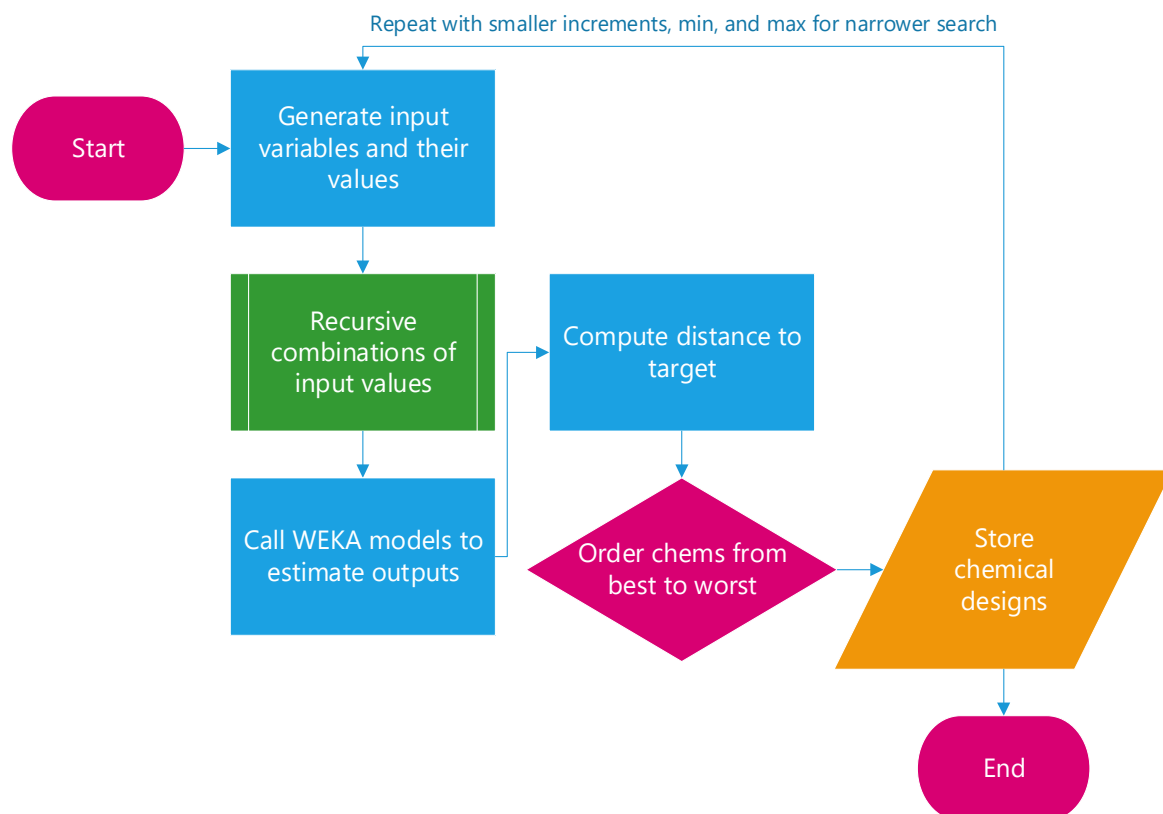 Repeat with smaller increments, min, and max for narrower search
Start
Generate input
variables and their
values
Recursive
combinations of
input values
Call WEKA models to
estimate outputs
Compute distance to
target
Order chems from
best to worst
Store
chemical
designs
End